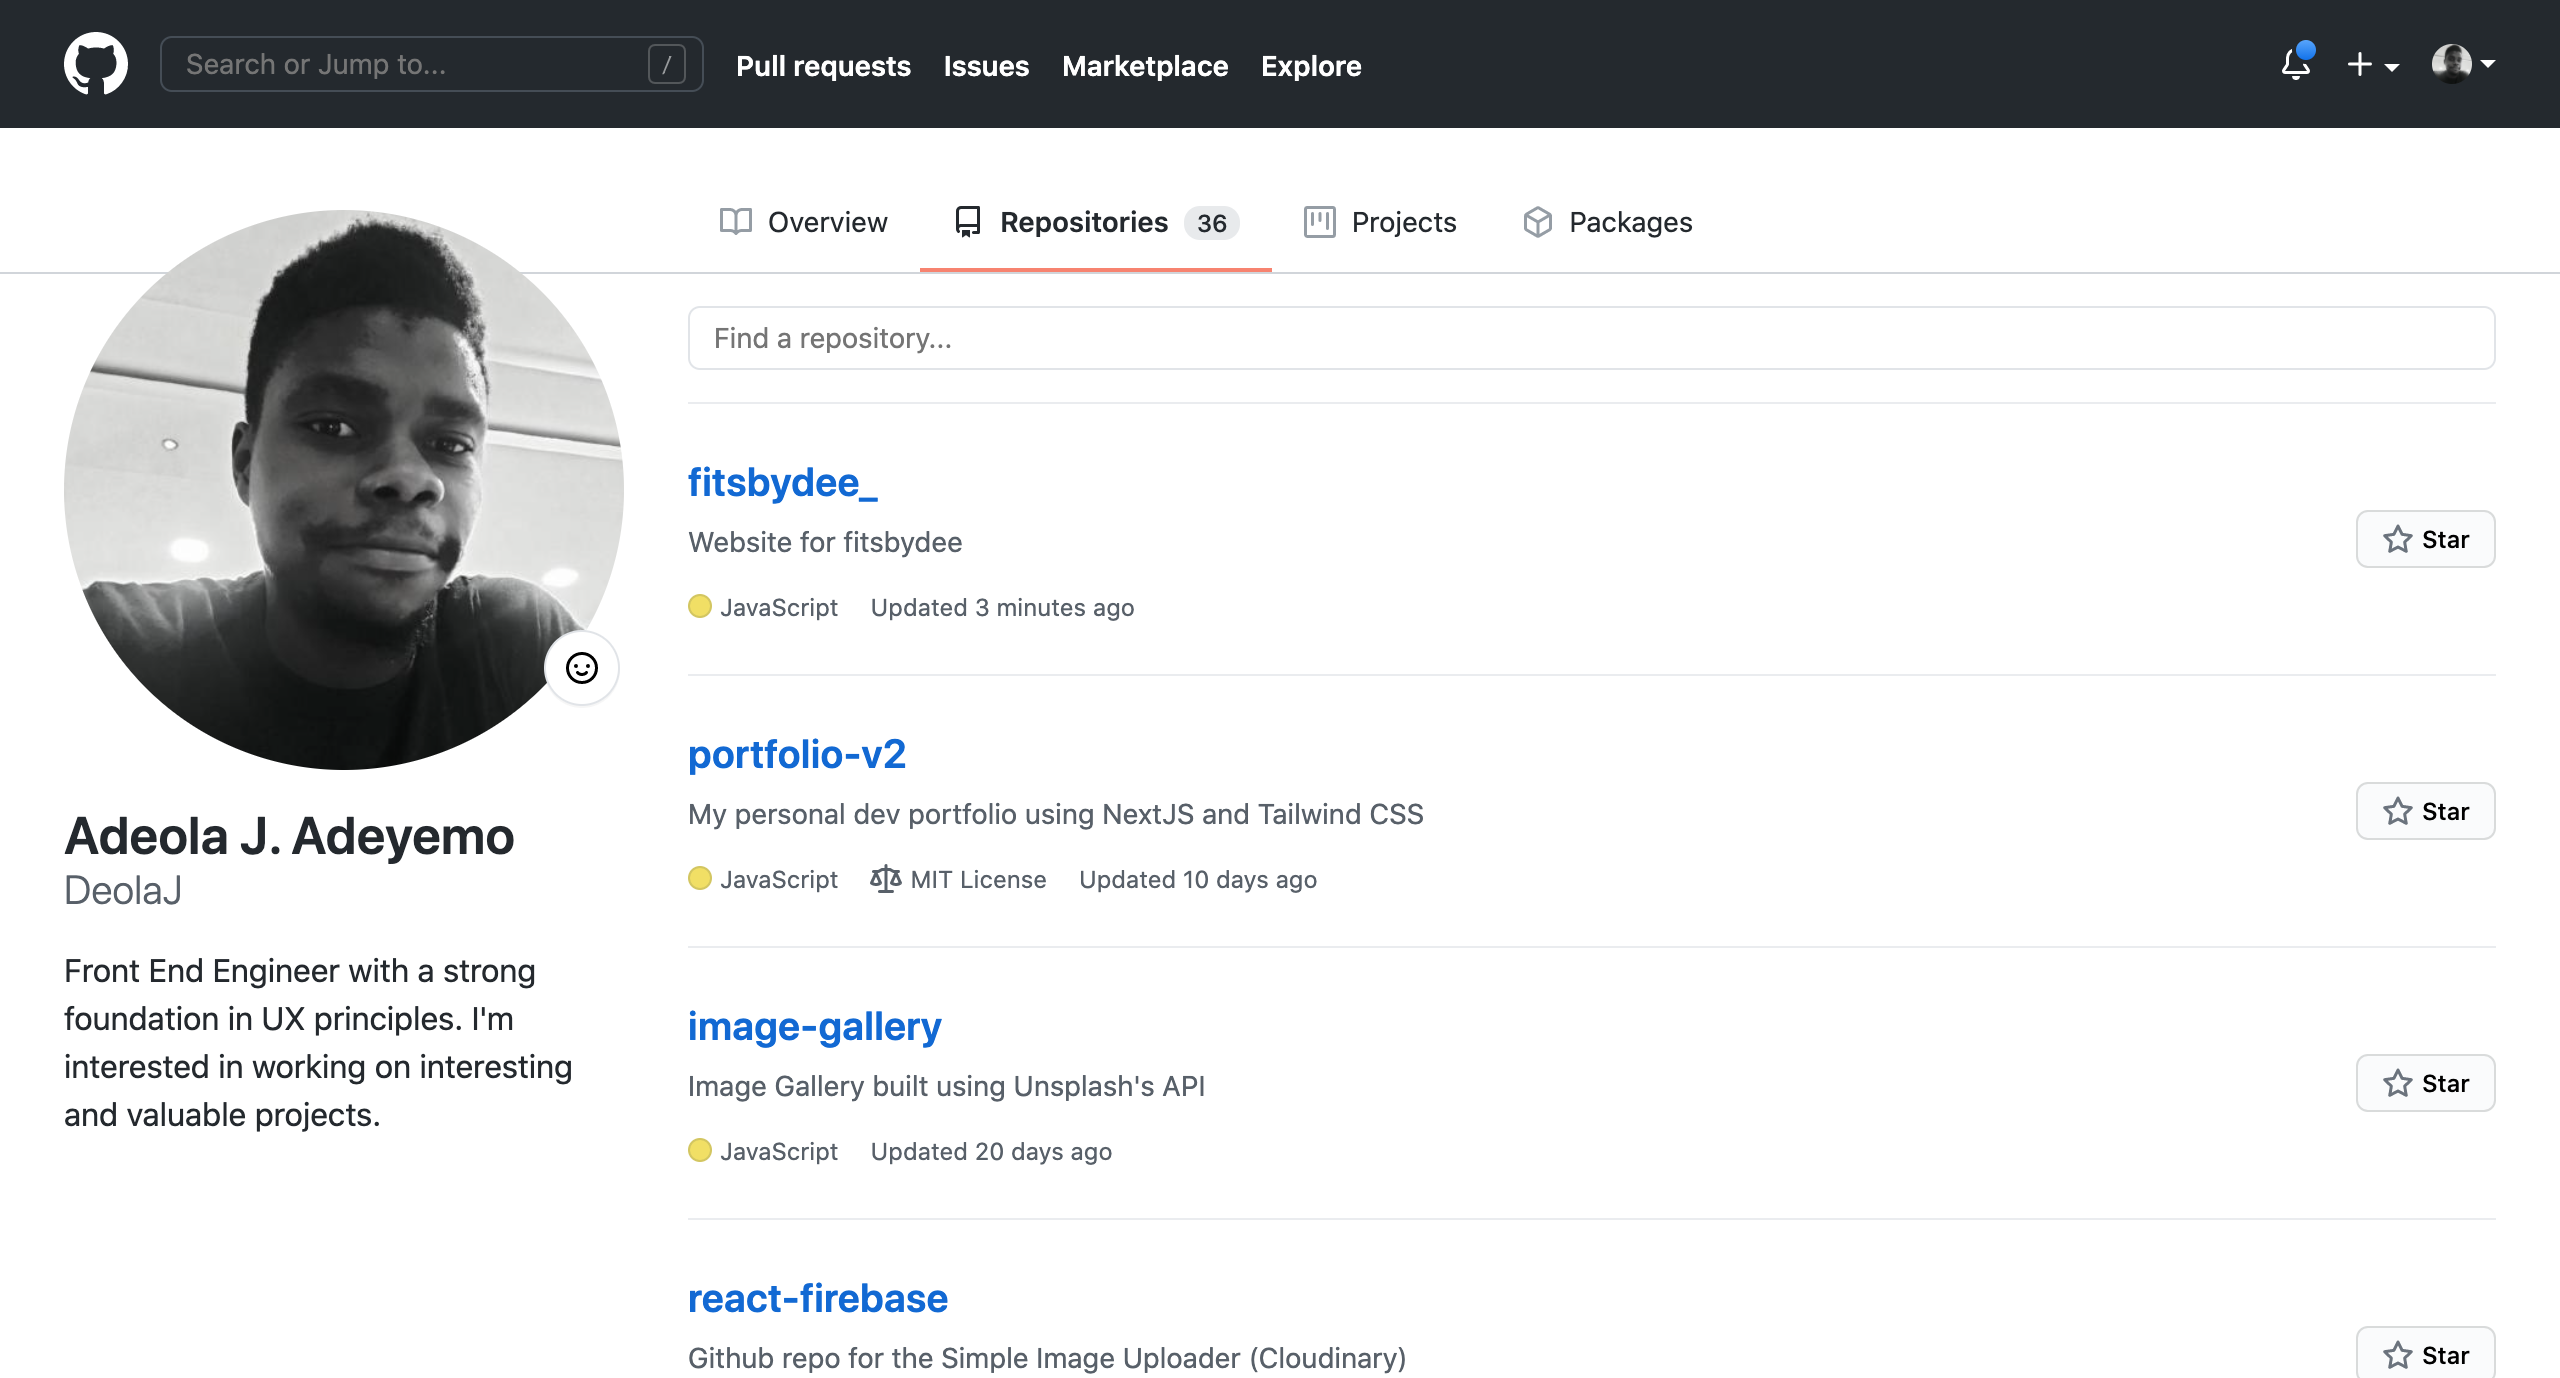 Search or Jump to... /
Pull requests Issues Marketplace Explore
Overview Repositories 36 Projects Packages
Adeola J. Adeyemo
DeolaJ
Front End Engineer with a strong
foundation in UX principles. I'm
interested in working on interesting
and valuable projects.
Find a repository...
fitsbydee_
Website for fitsbydee
Star
JavaScript Updated 3 minutes ago
portfolio-v2
My personal dev portfolio using NextJS and Tailwind CSS
Star
JavaScript MIT License Updated 10 days ago
image-gallery
Image Gallery built using Unsplash's API
Star
JavaScript Updated 20 days ago
react-firebase
Github repo for the Simple Image Uploader (Cloudinary)
Star